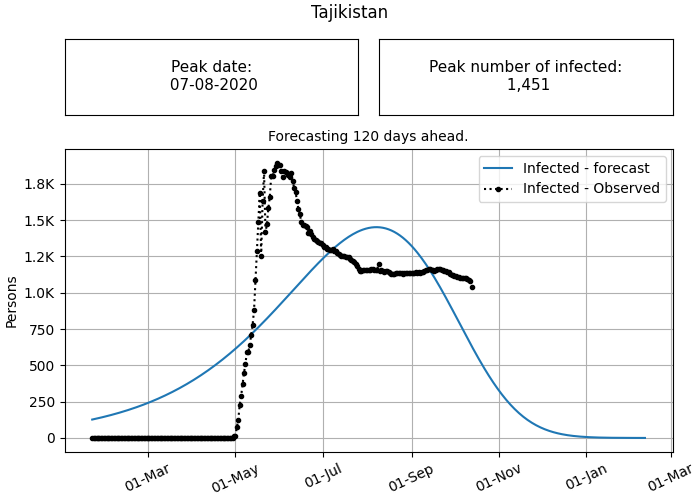 Tajikistan
Peak date:
07-08-2020
Peak number of infected:
1,451
Forecasting 120 days ahead.
Infected - forecast
Infected - Observed
Persons
1.8K
1.5K
1.2K
1.0K
750
500
250
0
01-Mar
01-May
01-Jul
01-Sep
01-Nov
01-Jan
01-Mar